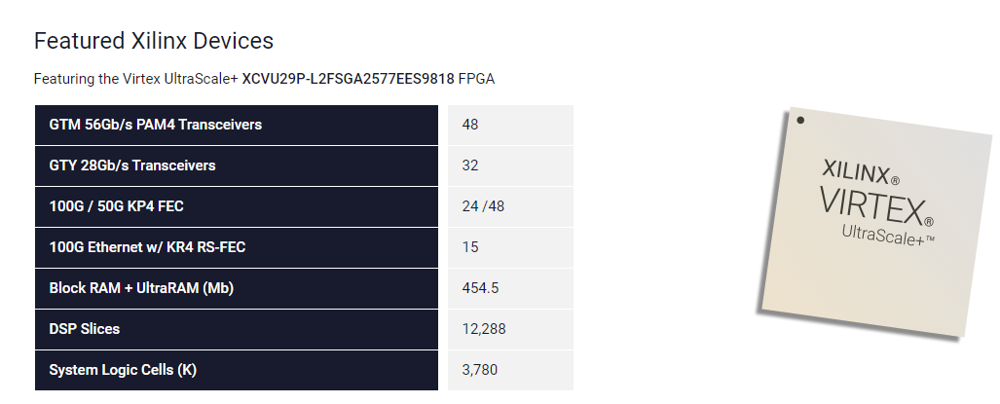 Featured Xilinx Devices
Featuring the Virtex UltraScale+ XCVU29P-L2FSGA2577EES9818 FPGA
GTM 56Gb/s PAM4 Transceivers 48
GTY 28Gb/s Transceivers 32
100G / 50G KP4 FEC 24 /48
100G Ethernet w/ KR4 RS-FEC 15
Block RAM + UltraRAM (Mb) 454.5
DSP Slices 12,288
System Logic Cells (K) 3,780
XILINX®
VIRTEX®
UltraScale+™